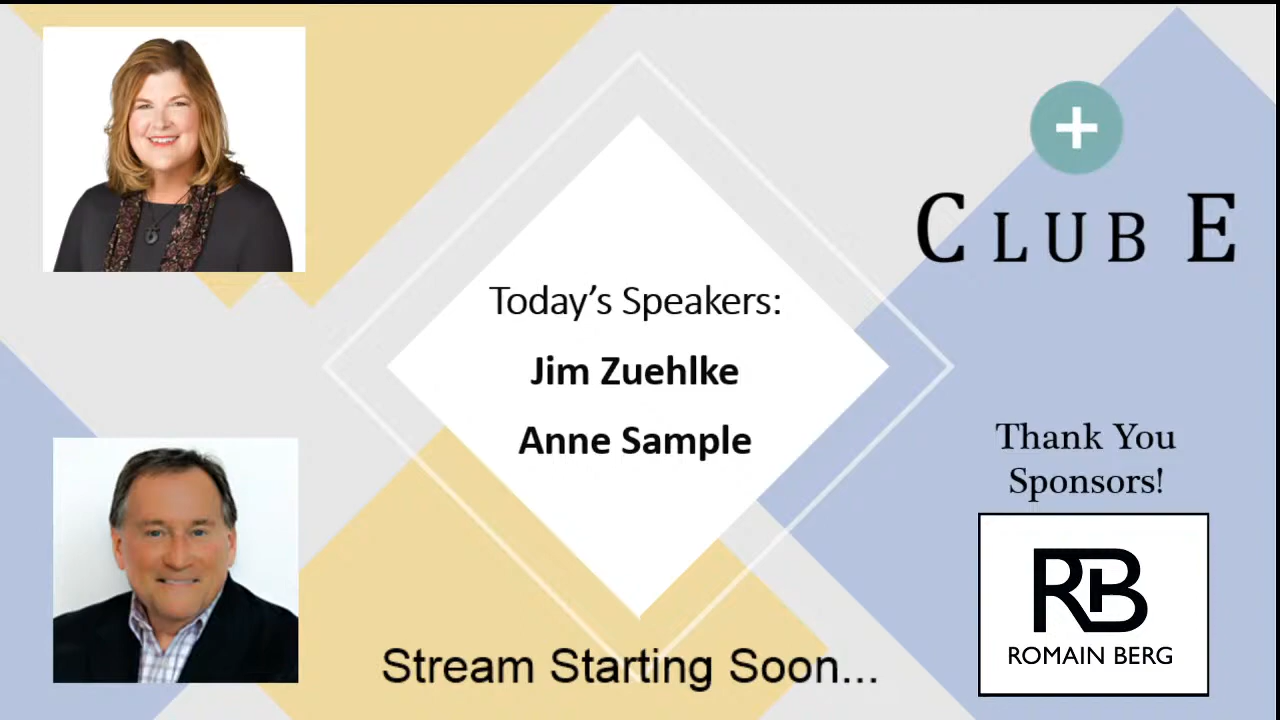 +
CLUB E
Today’s Speakers:
Jim Zuehlke
Anne Sample
Thank You
Sponsors!
RB
ROMAIN BERG
Stream Starting Soon...